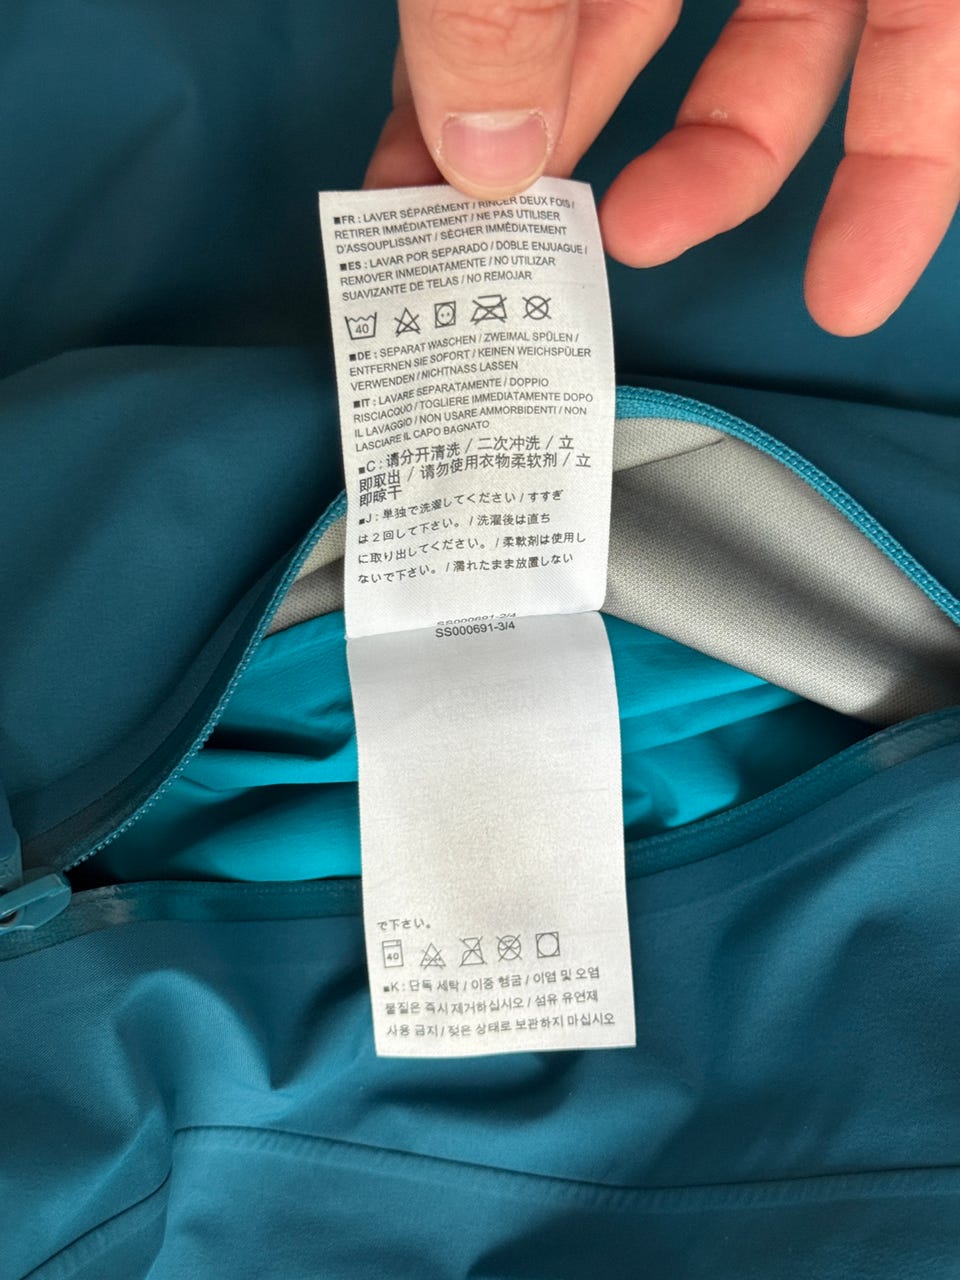 ■FR : LAVER SÉPARÉMENT / RINCER DEUX FOIS /
RETIRER IMMÉDIATEMENT / NE PAS UTILISER
D'ASSOUPLISSANT / SÉCHER IMMÉDIATEMENT
■ES : LAVAR POR SEPARADO / DOBLE ENJUAGUE /
REMOVER INMEDIATAMENTE / NO UTILIZAR
SUAVIZANTE DE TELAS / NO REMOJAR
40
■DE : SEPARAT WASCHEN / ZWEIMAL SPÜLEN /
ENTFERNEN SIE SOFORT / KEINEN WEICHSPÜLER
VERWENDEN / NICHTNASS LASSEN
■IT : LAVARE SEPARATAMENTE / DOPPIO
RISCIACQUO / TOGLIERE IMMEDIATAMENTE DOPO
IL LAVAGGIO / NON USARE AMMORBIDENTI / NON
LASCIARE IL CAPO BAGNATO
■C : 请分开清洗 / 二次冲洗 / 立
即取出 / 请勿使用衣物柔软剂 / 立
即晾干
■J : 単独で洗濯してください / すすぎ
は２回して下さい。 / 洗濯後は直ち
に取り出してください。 / 柔軟剤は使用し
ないで下さい。 / 濡れたまま放置しない
SS000691-2/4
SS000691-3/4
で下さい。
40
■K : 단독 세탁 / 이중 헹굼 / 이염 및 오염
물질은 즉시 제거하십시오 / 섬유 유연제
사용 금지 / 젖은 상태로 보관하지 마십시오